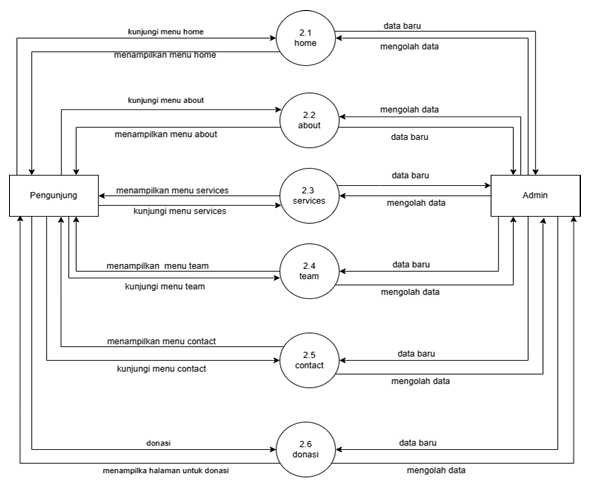 kunjungi menu home
menampilkan menu home
2.1
home
data baru
mengolah data
kunjungi menu about
menampilkan menu about
2.2
about
mengolah data
data baru
Pengunjung
menampilkan menu services
kunjungi menu services
2.3
services
data baru
mengolah data
Admin
menampilkan menu team
kunjungi menu team
2.4
team
data baru
mengolah data
menampilkan menu contact
kunjungi menu contact
2.5
contact
data baru
mengolah data
donasi
menampilka halaman untuk donasi
2.6
donasi
data baru
mengolah data